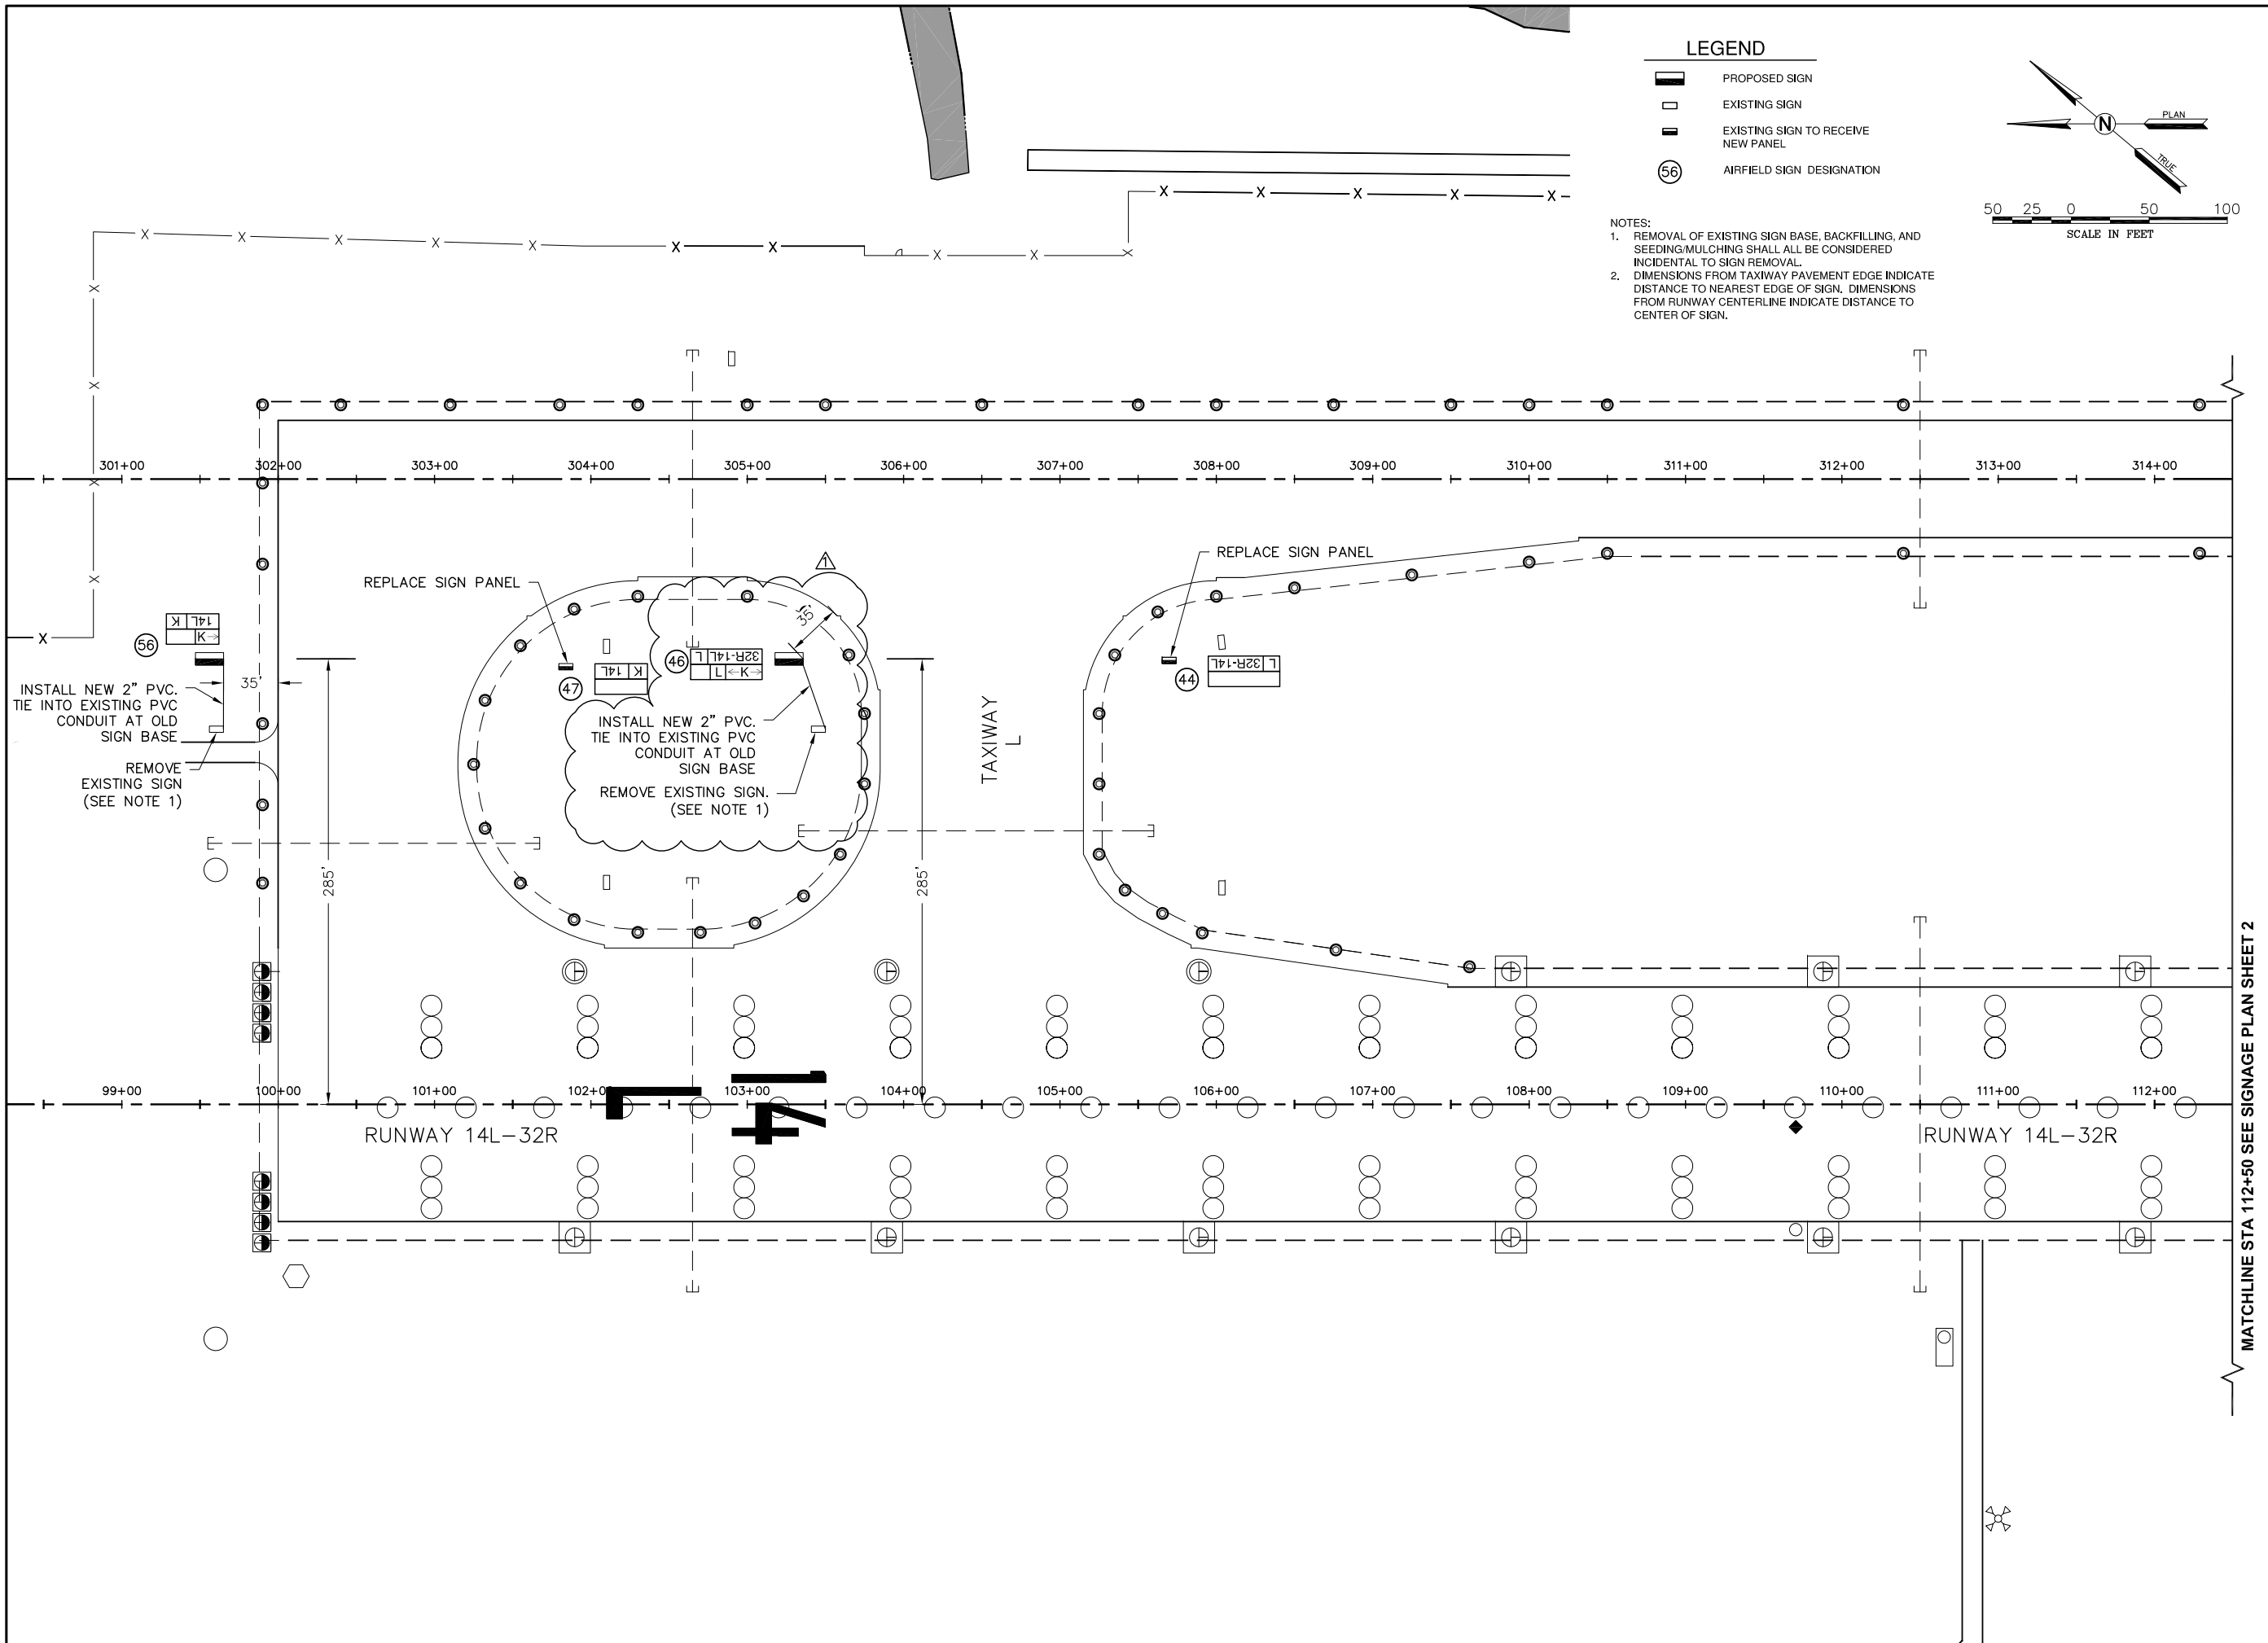 LEGEND
PROPOSED SIGN
EXISTING SIGN
EXISTING SIGN TO RECEIVE
NEW PANEL
56
AIRFIELD SIGN DESIGNATION
N
PLAN
TRUE
50 25 0 50 100
SCALE IN FEET
NOTES:
1. REMOVAL OF EXISTING SIGN BASE, BACKFILLING, AND
SEEDING/MULCHING SHALL ALL BE CONSIDERED
INCIDENTAL TO SIGN REMOVAL.
2. DIMENSIONS FROM TAXIWAY PAVEMENT EDGE INDICATE
DISTANCE TO NEAREST EDGE OF SIGN. DIMENSIONS
FROM RUNWAY CENTERLINE INDICATE DISTANCE TO
CENTER OF SIGN.
X X X X X
X X X X X X X X X X
X
X
X
X
X
X
301+00 302+00 303+00 304+00 305+00 306+00 307+00 308+00 309+00 310+00 311+00 312+00 313+00 314+00
REPLACE SIGN PANEL
1
REPLACE SIGN PANEL
35'
14L K
K→
56
35'
INSTALL NEW 2" PVC.
TIE INTO EXISTING PVC
CONDUIT AT OLD
SIGN BASE
REMOVE
EXISTING SIGN
(SEE NOTE 1)
285'
47
K 14L
46
32R-14L L
L ←K→
INSTALL NEW 2" PVC.
TIE INTO EXISTING PVC
CONDUIT AT OLD
SIGN BASE
REMOVE EXISTING SIGN.
(SEE NOTE 1)
285'
TAXIWAY
L
44
L 32R-14L
99+00 100+00 101+00 102+00 103+00 104+00 105+00 106+00 107+00 108+00 109+00 110+00 111+00 112+00
14
L
RUNWAY 14L-32R
RUNWAY 14L-32R
MATCHLINE STA 112+50 SEE SIGNAGE PLAN SHEET 2